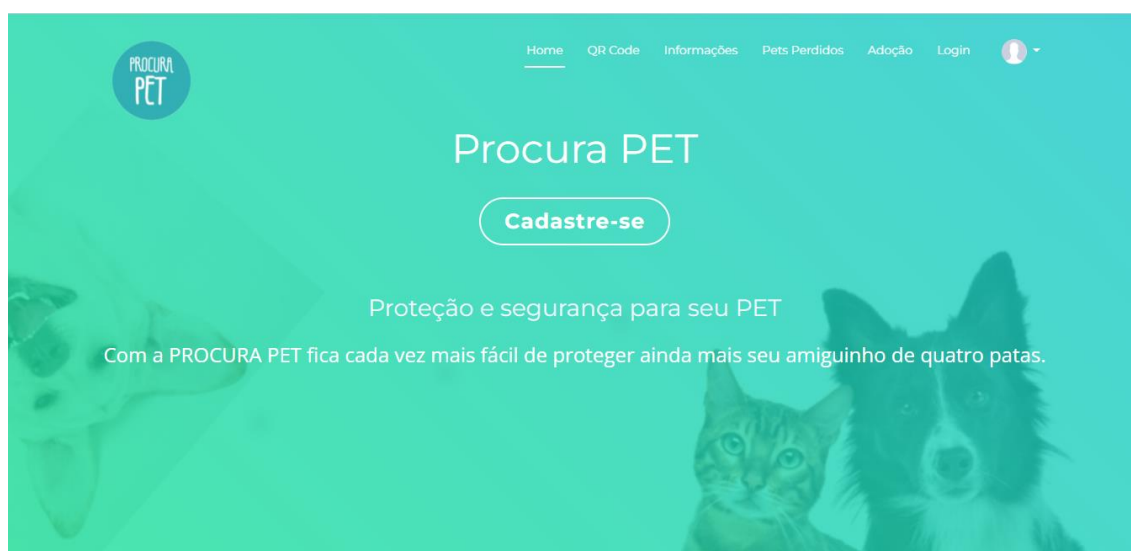 PROCURA
PET
Home QR Code Informações Pets Perdidos Adoção Login
Procura PET
Cadastre-se
Proteção e segurança para seu PET
Com a PROCURA PET fica cada vez mais fácil de proteger ainda mais seu amiguinho de quatro patas.